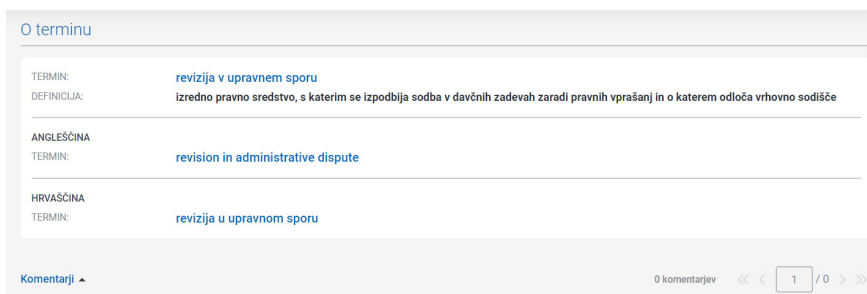 O terminu
TERMIN: revizija v upravnem sporu
DEFINICIJA: izredno pravno sredstvo, s katerim se izpodbija sodba v davčnih zadevah zaradi pravnih vprašanj in o katerem odloča vrhovno sodišče
ANGLEŠČINA
TERMIN: revision in administrative dispute
HRVAŠČINA
TERMIN: revizija u upravnom sporu
Komentarji 0 komentarjev 1 / 0